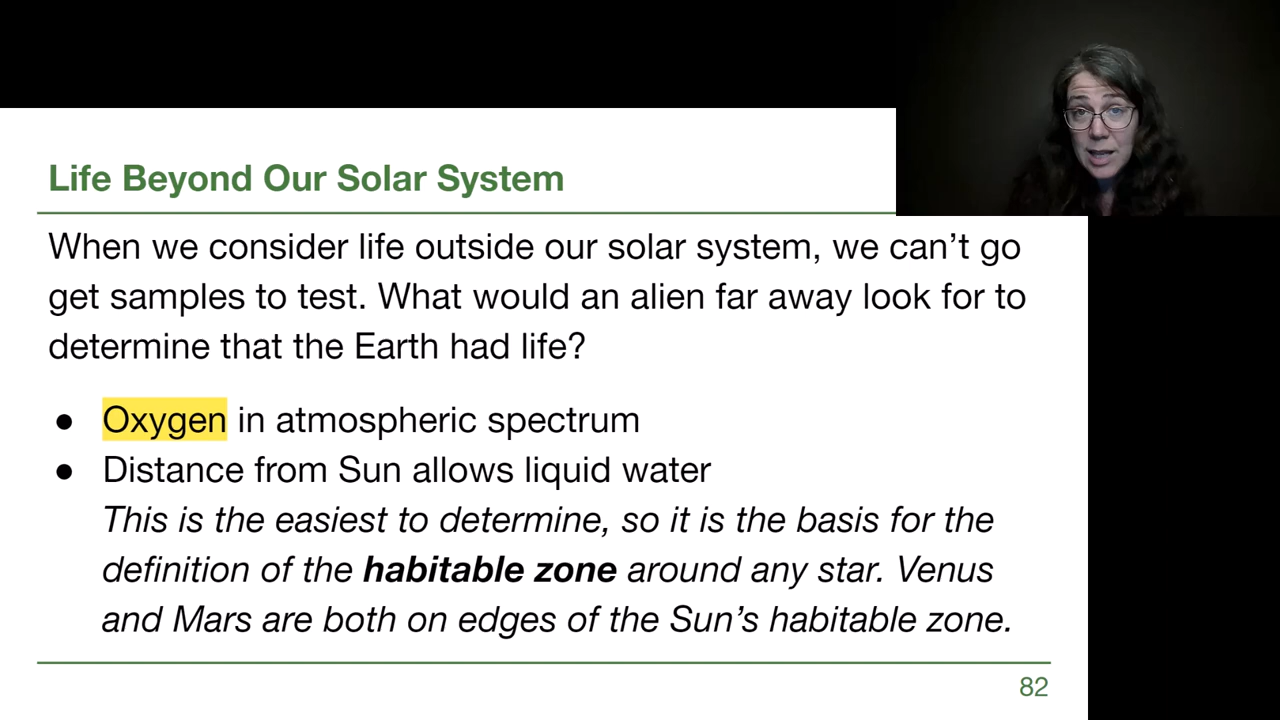 Life Beyond Our Solar System
When we consider life outside our solar system, we can’t go
get samples to test. What would an alien far away look for to
determine that the Earth had life?
● Oxygen in atmospheric spectrum
● Distance from Sun allows liquid water
This is the easiest to determine, so it is the basis for the
definition of the habitable zone around any star. Venus
and Mars are both on edges of the Sun’s habitable zone.
82